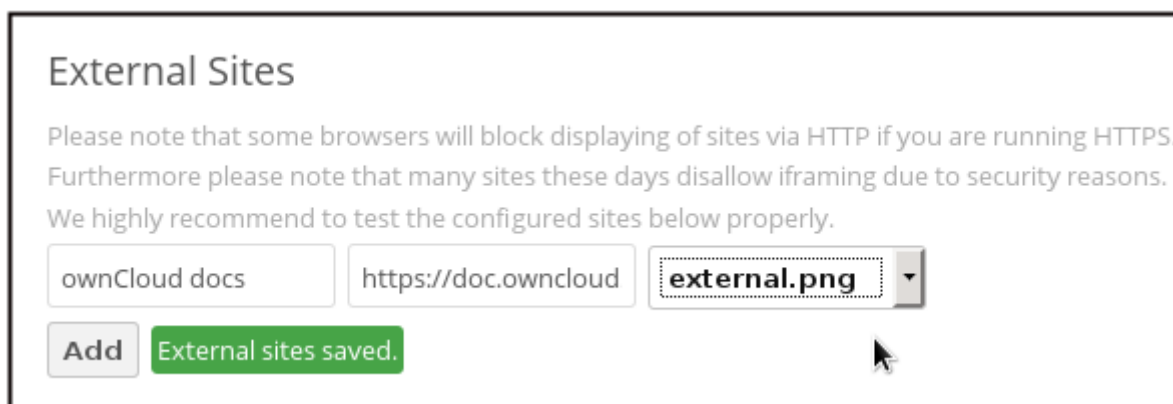 External Sites
Please note that some browsers will block displaying of sites via HTTP if you are running HTTPS.
Furthermore please note that many sites these days disallow iframing due to security reasons.
We highly recommend to test the configured sites below properly.
ownCloud docs https://doc.owncloud external.png
Add External sites saved.